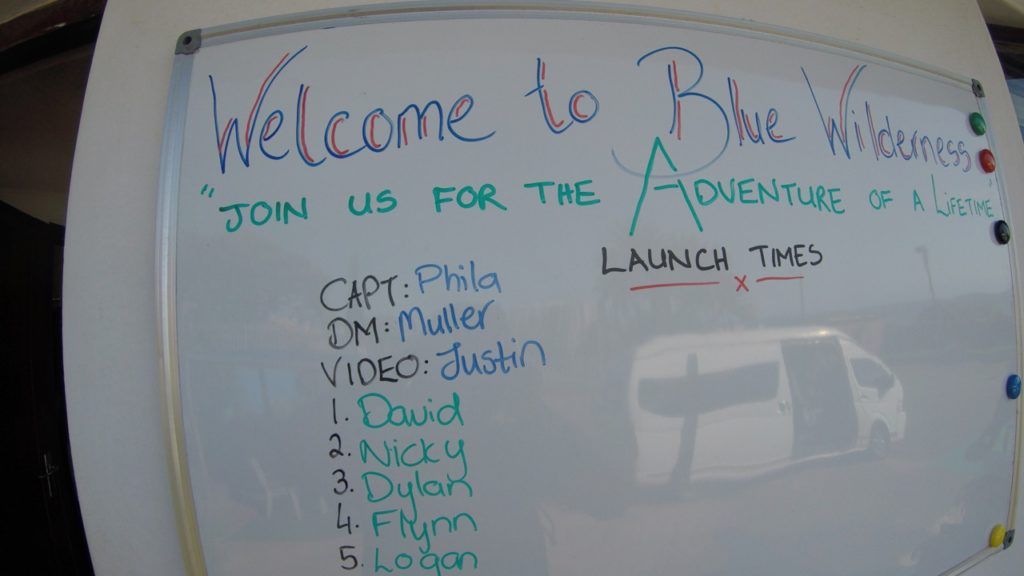 Welcome to Blue Wilderness
"JOIN US FOR THE ADVENTURE OF A LIFETIME"
LAUNCH TIMES
x
CAPT: Phila
DM: Muller
VIDEO: Justin
1. David
2. Nicky
3. Dylan
4. Flynn
5. Logan